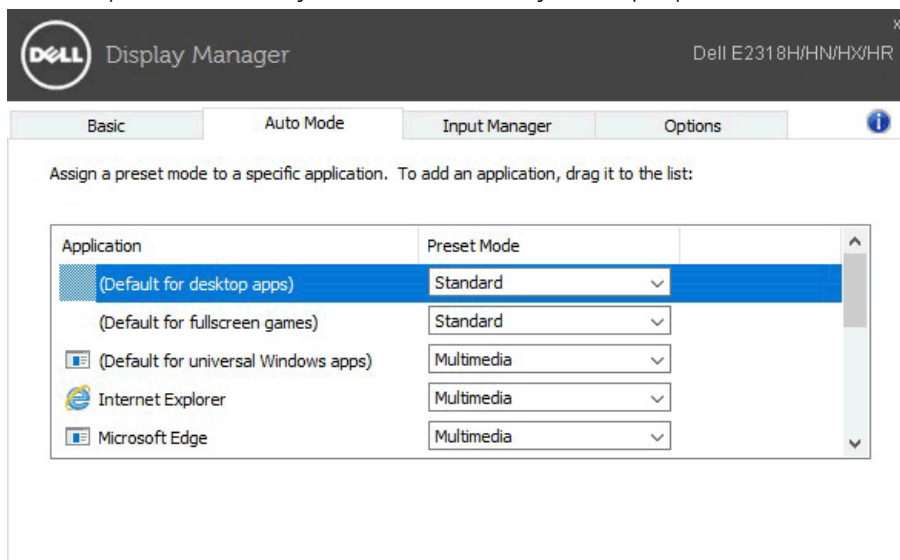 x
DELL Display Manager
Dell E2318H/HN/HX/HR
Basic Auto Mode Input Manager Options i
Assign a preset mode to a specific application. To add an application, drag it to the list:
Application Preset Mode
(Default for desktop apps) Standard
(Default for fullscreen games) Standard
(Default for universal Windows apps) Multimedia
Internet Explorer Multimedia
Microsoft Edge Multimedia